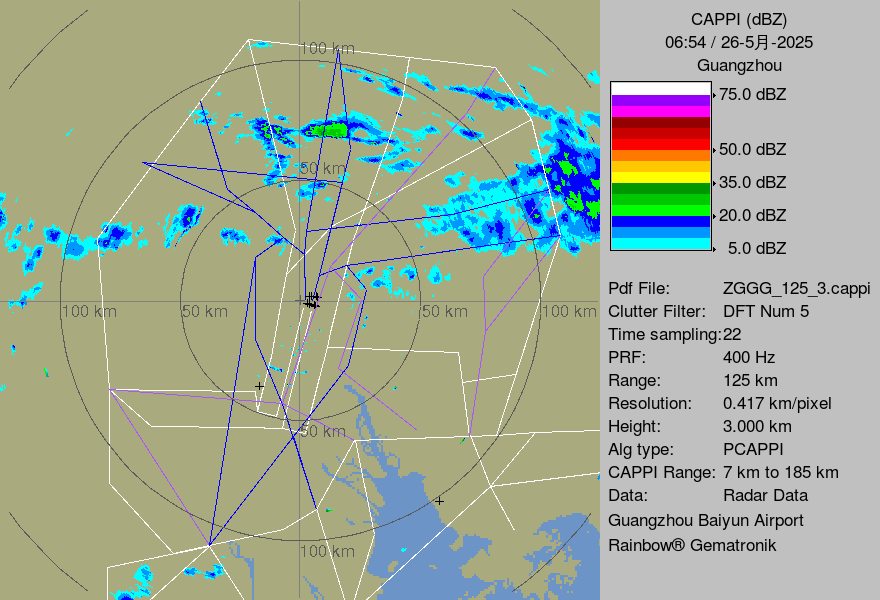 CAPPI (dBZ)
06:54 / 26-5月-2025
Guangzhou
75.0 dBZ
50.0 dBZ
35.0 dBZ
20.0 dBZ
5.0 dBZ
Pdf File: ZGGG_125_3.cappi
Clutter Filter: DFT Num 5
Time sampling:22
PRF: 400 Hz
Range: 125 km
Resolution: 0.417 km/pixel
Height: 3.000 km
Alg type: PCAPPI
CAPPI Range: 7 km to 185 km
Data: Radar Data
Guangzhou Baiyun Airport
Rainbow® Gematronik
100 km
50 km
100 km
50 km
50 km
100 km
50 km
100 km